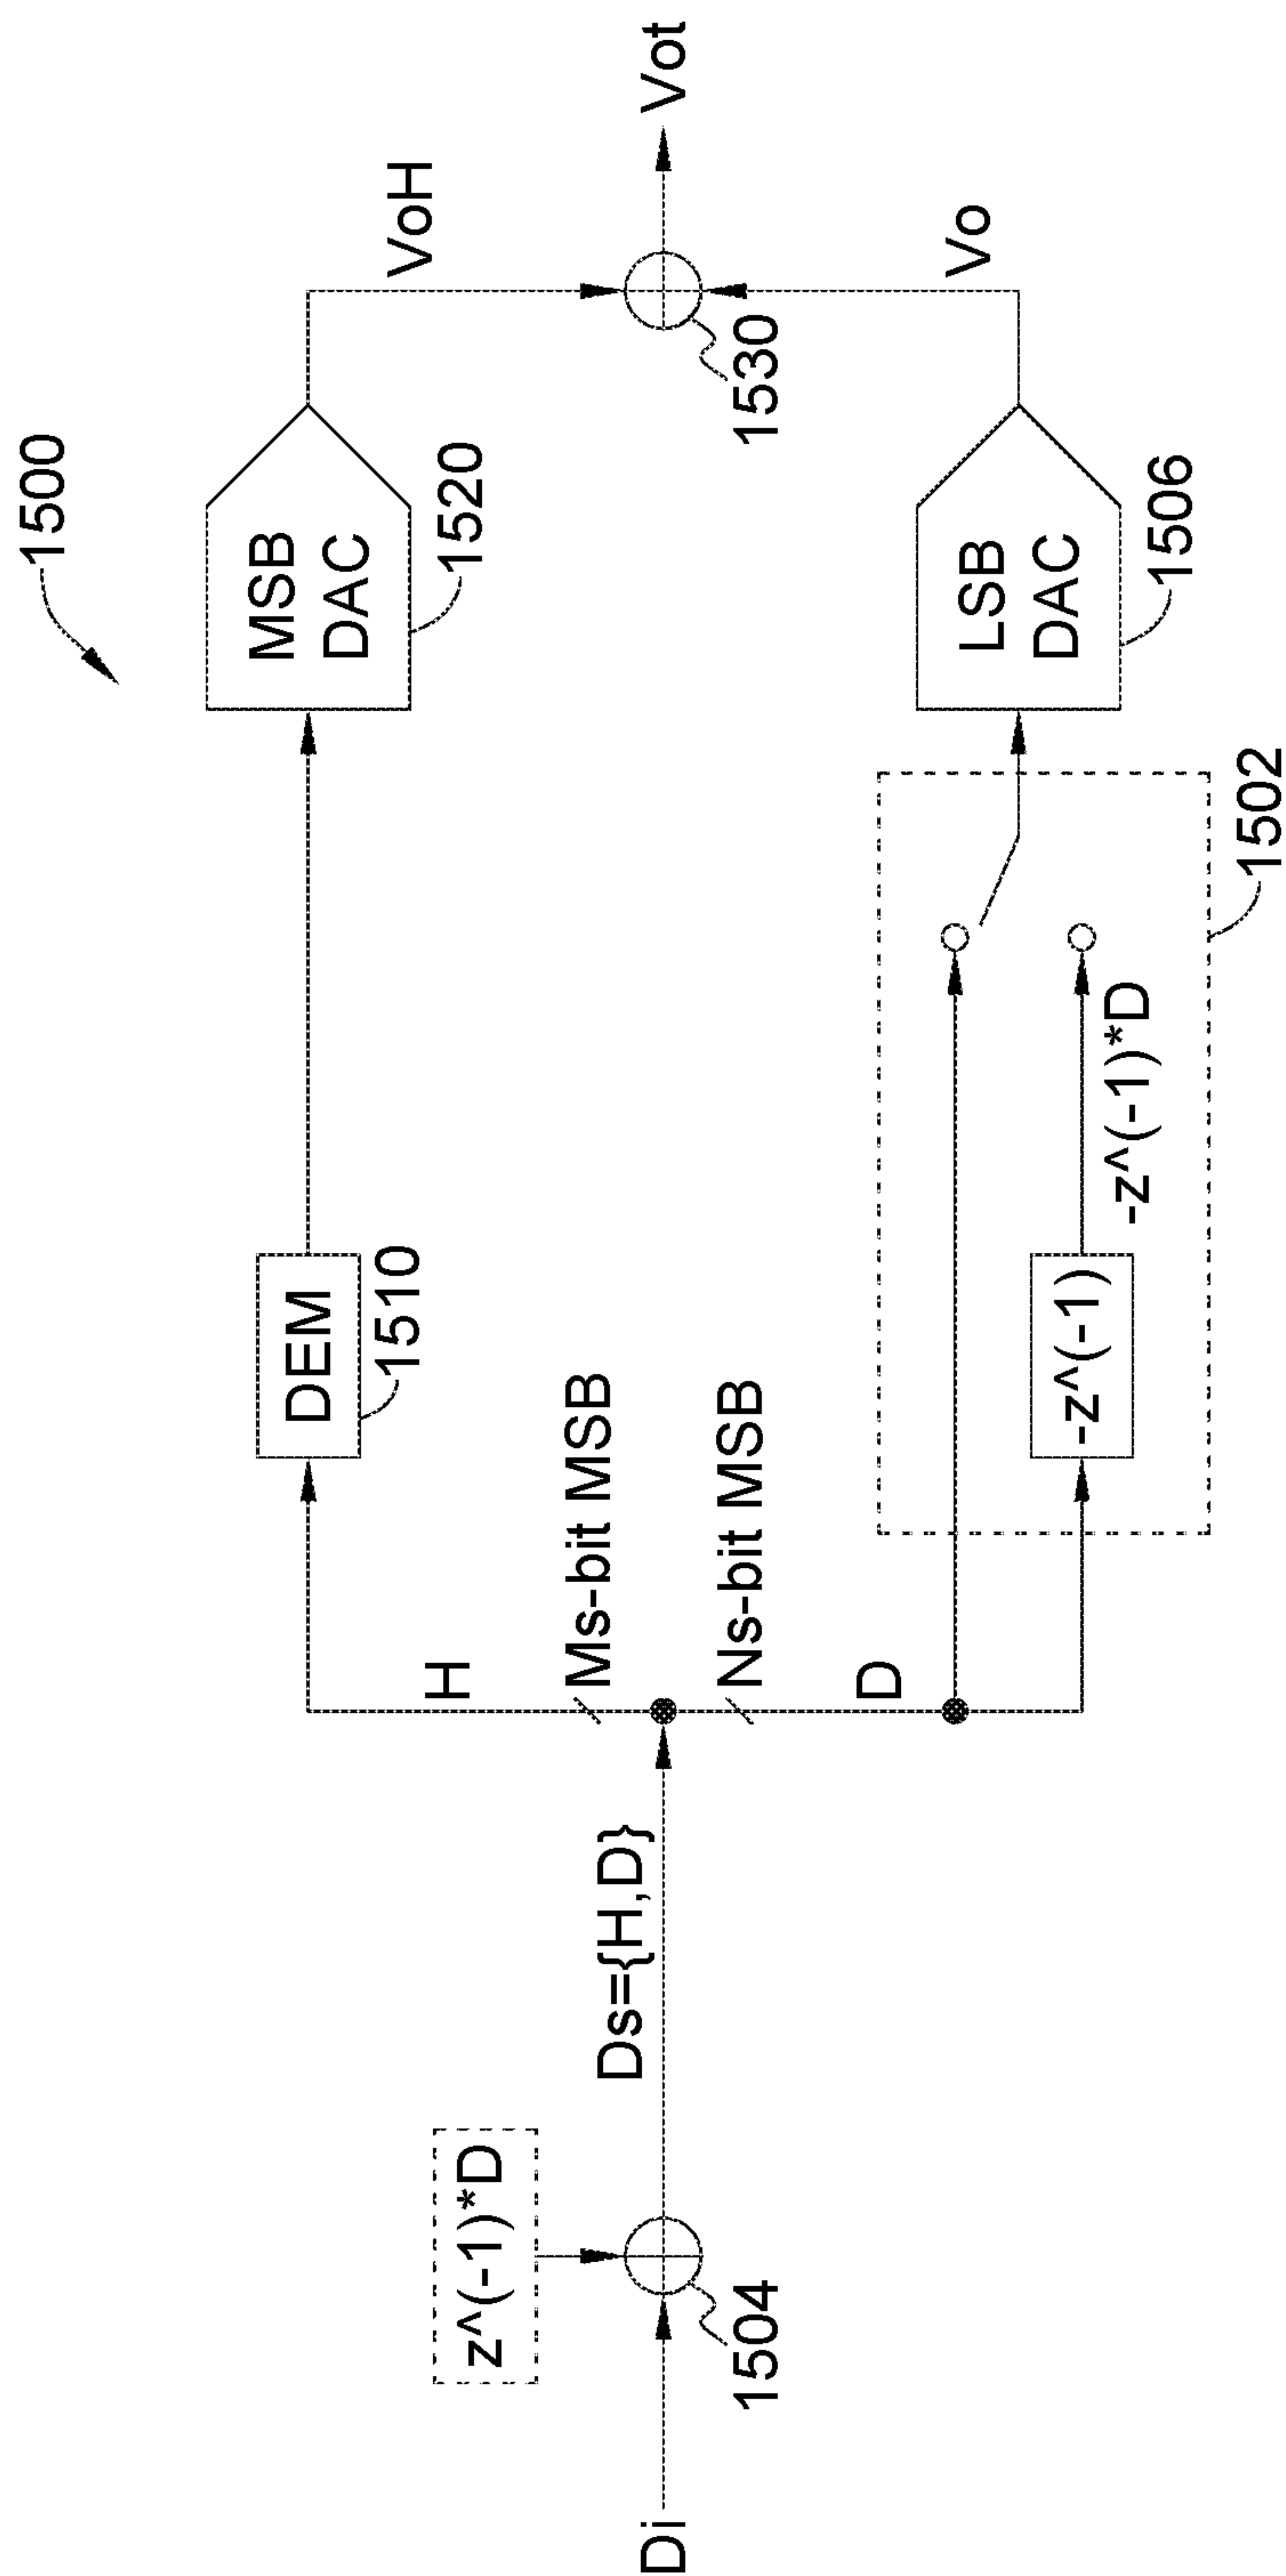 1500
Di
z^(-1)*D
1504
Ds={H,D}
H
Ms-bit MSB
Ns-bit MSB
D
DEM
1510
-z^(-1)
-z^(-1)*D
1502
MSB
DAC
1520
LSB
DAC
1506
VoH
Vo
1530
Vot